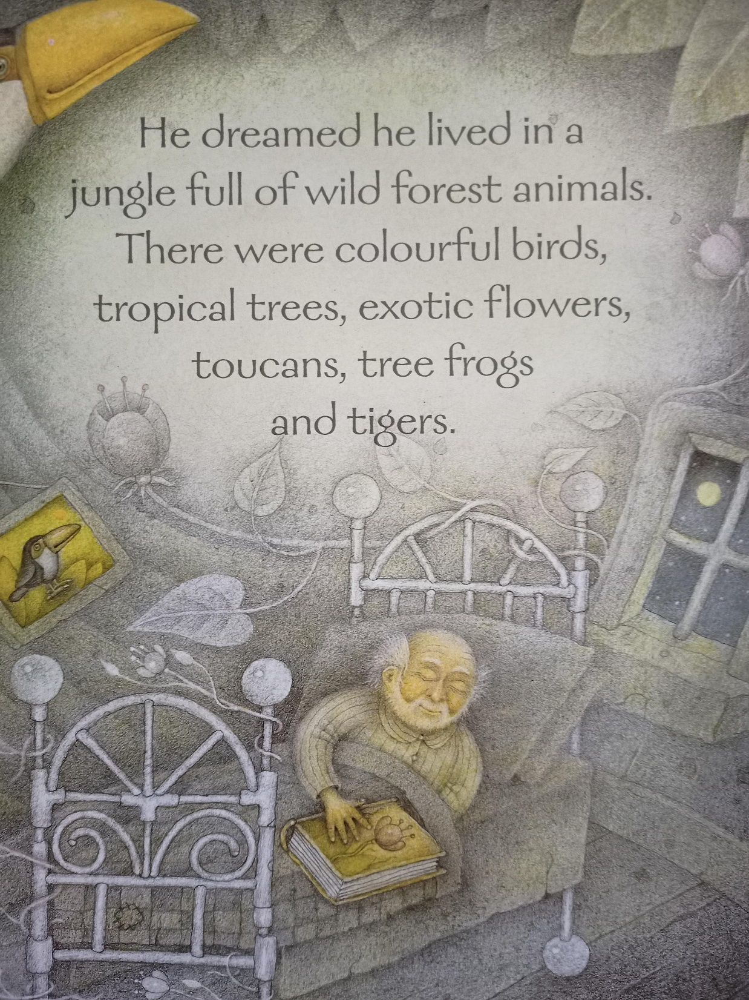 He dreamed he lived in a
jungle full of wild forest animals.
There were colourful birds,
tropical trees, exotic flowers,
toucans, tree frogs
and tigers.